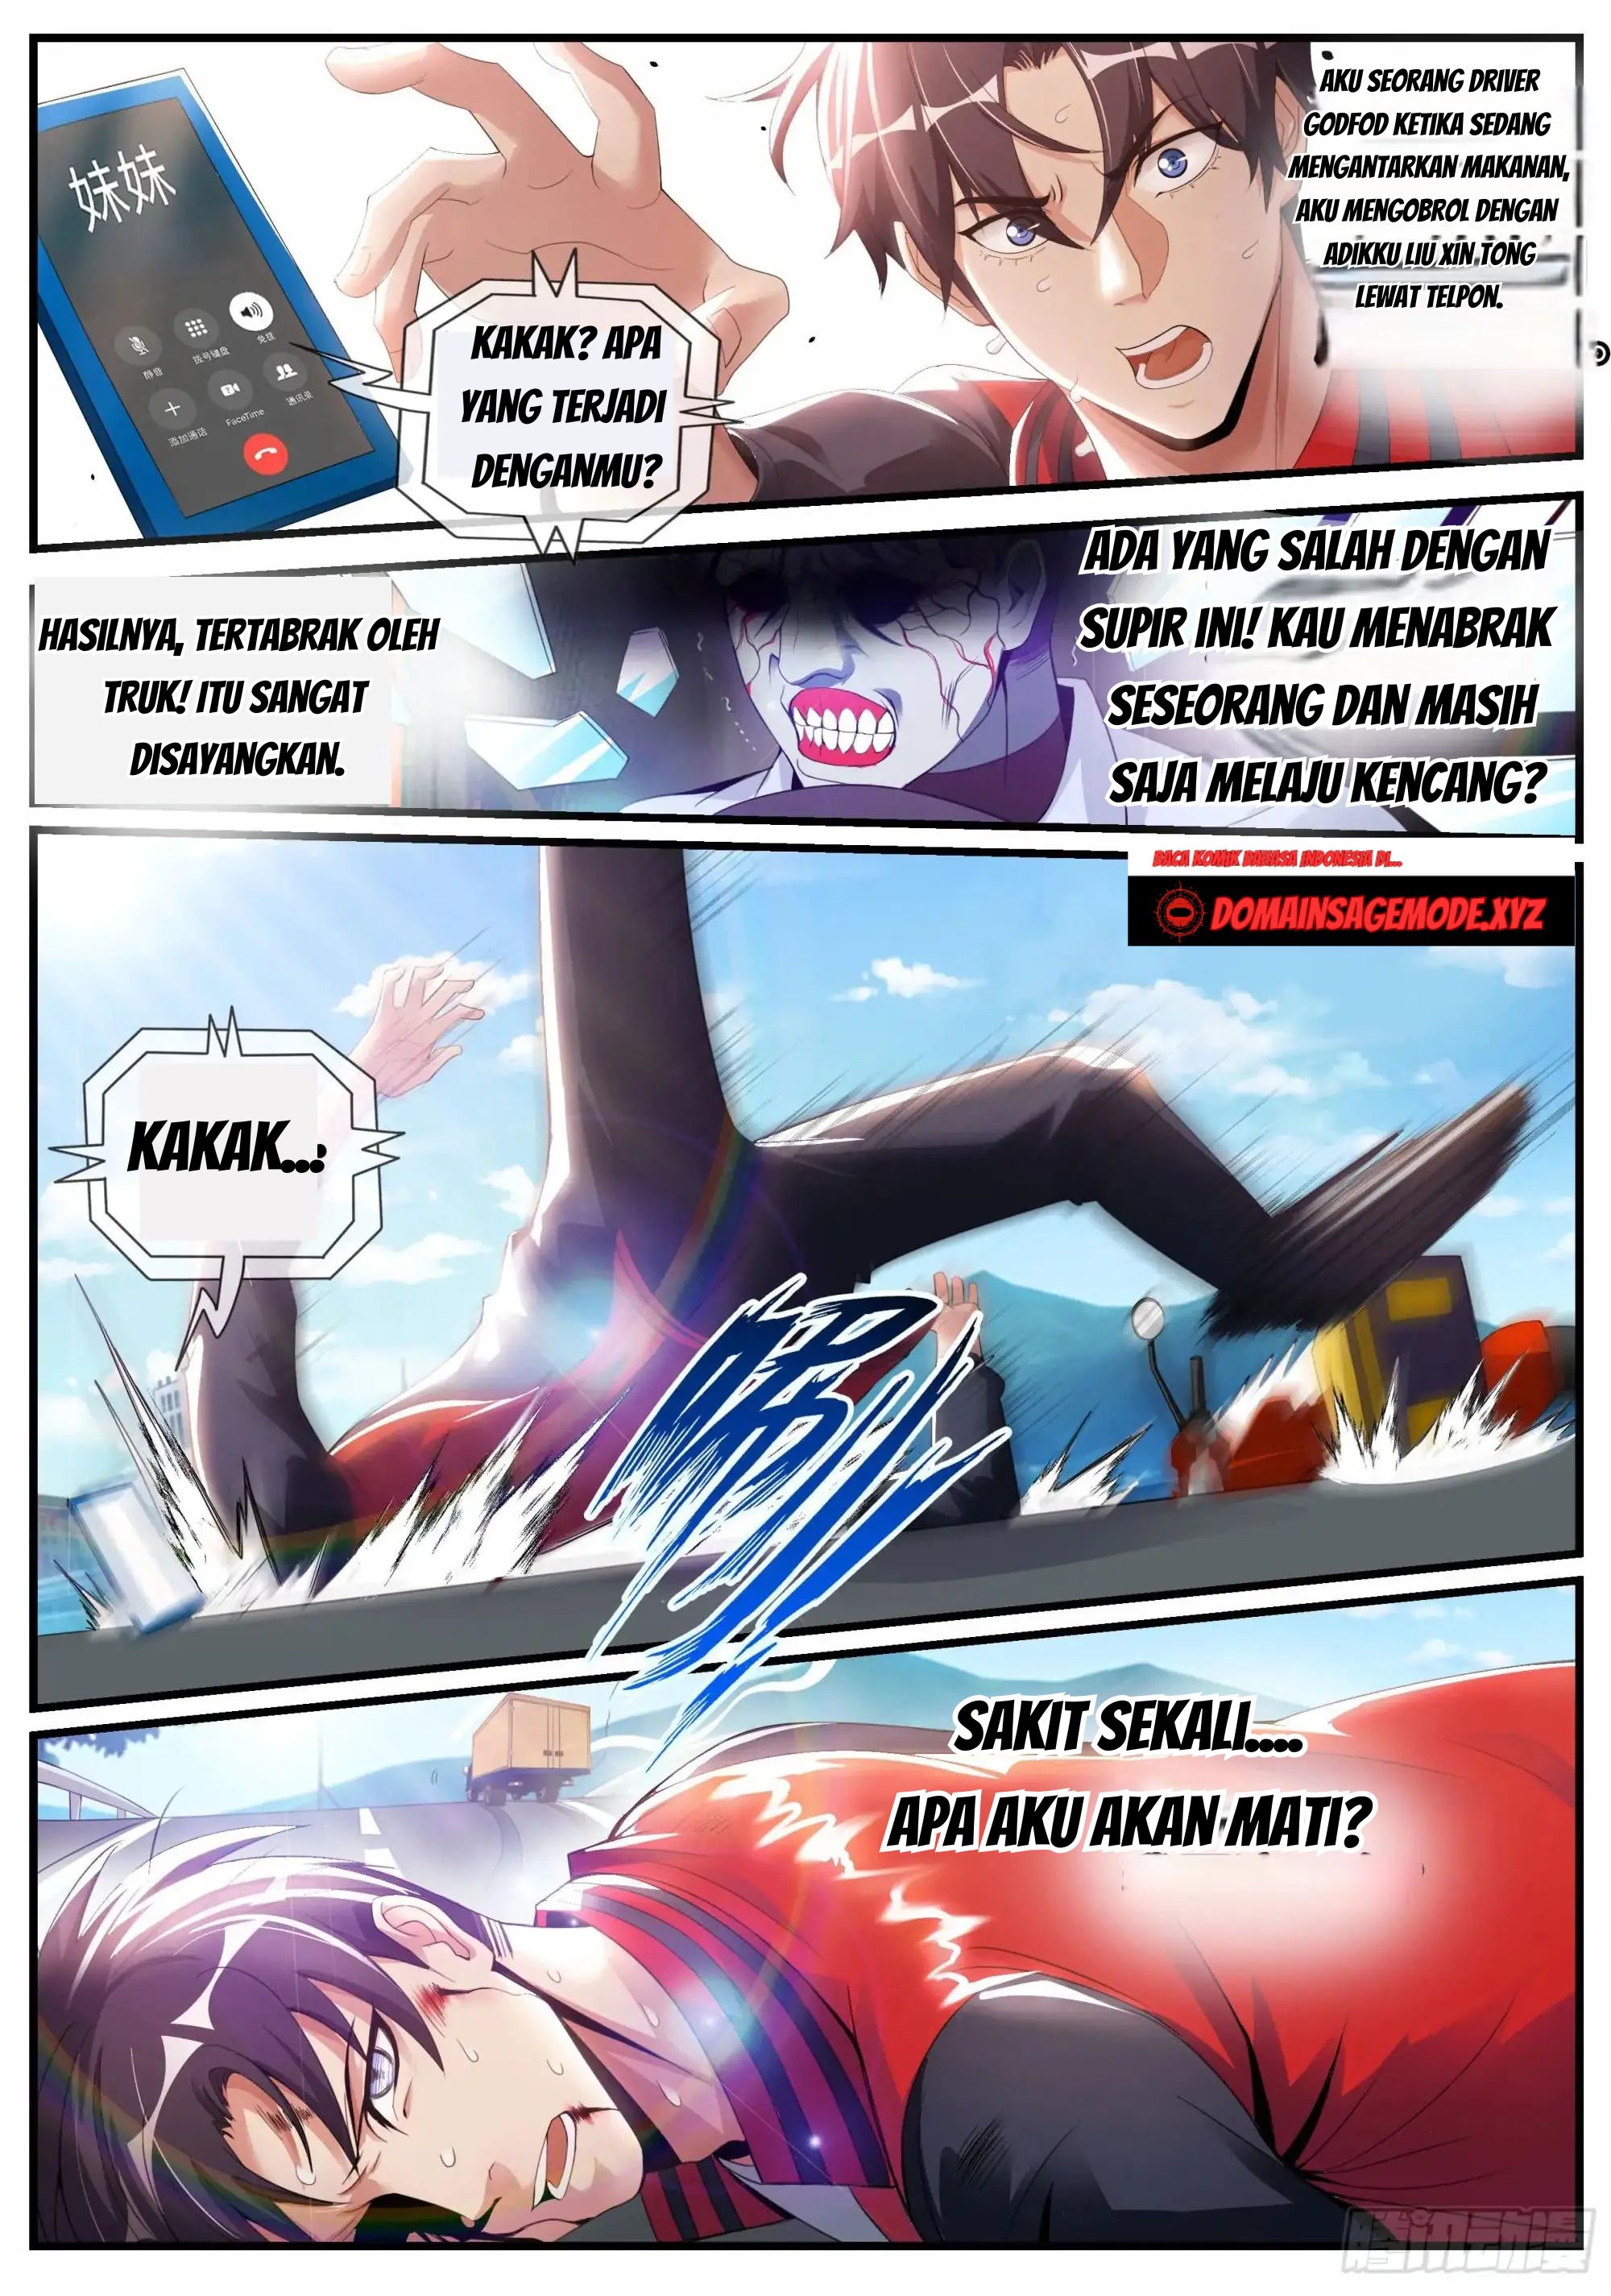 AKU SEORANG DRIVER
GODFOD KETIKA SEDANG
MENGANTARKAN MAKANAN,
AKU MENGOBROL DENGAN
ADIKKU LIU XIN TONG
LEWAT TELPON.
妹妹
静音
拨号键盘
免提
添加通话
FaceTime
通讯录
KAKAK? APA
YANG TERJADI
DENGANMU?
HASILNYA, TERTABRAK OLEH
TRUK! ITU SANGAT
DISAYANGKAN.
ADA YANG SALAH DENGAN
SUPIR INI! KAU MENABRAK
SESEORANG DAN MASIH
SAJA MELAJU KENCANG?
BACA KOMIK BAHASA INDONESIA DI...
DOMAINSAGEMODE.XYZ
KAKAK...
SAKIT SEKALI....
APA AKU AKAN MATI?
腾讯动漫